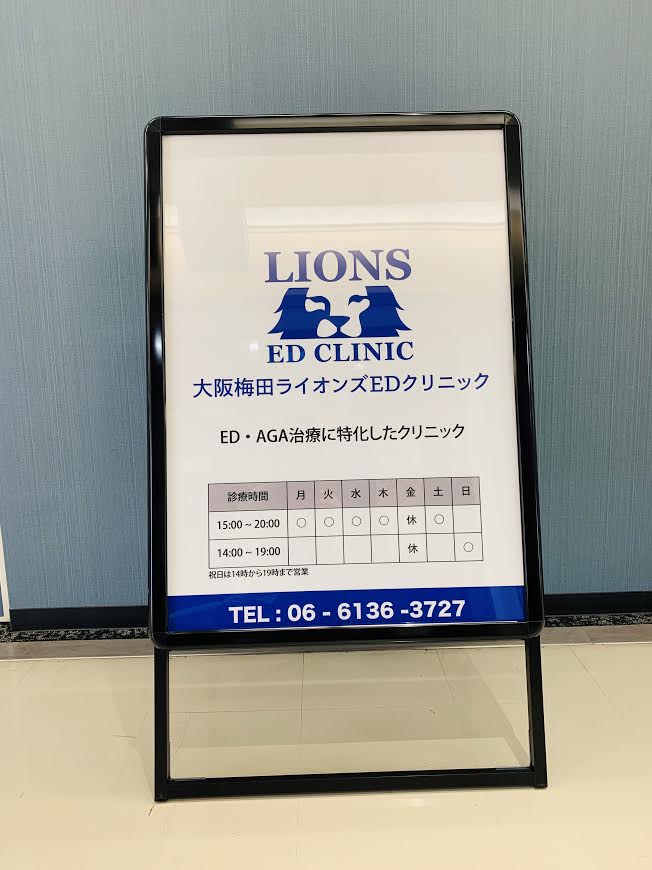 LIONS
ED CLINIC
大阪梅田ライオンズEDクリニック
ED・AGA治療に特化したクリニック
診療時間 月 火 水 木 金 土 日
15:00～20:00 ○ ○ ○ ○ 休 ○
14:00～19:00 休 ○
祝日は14時から19時まで営業
TEL : 06 - 6136 -3727